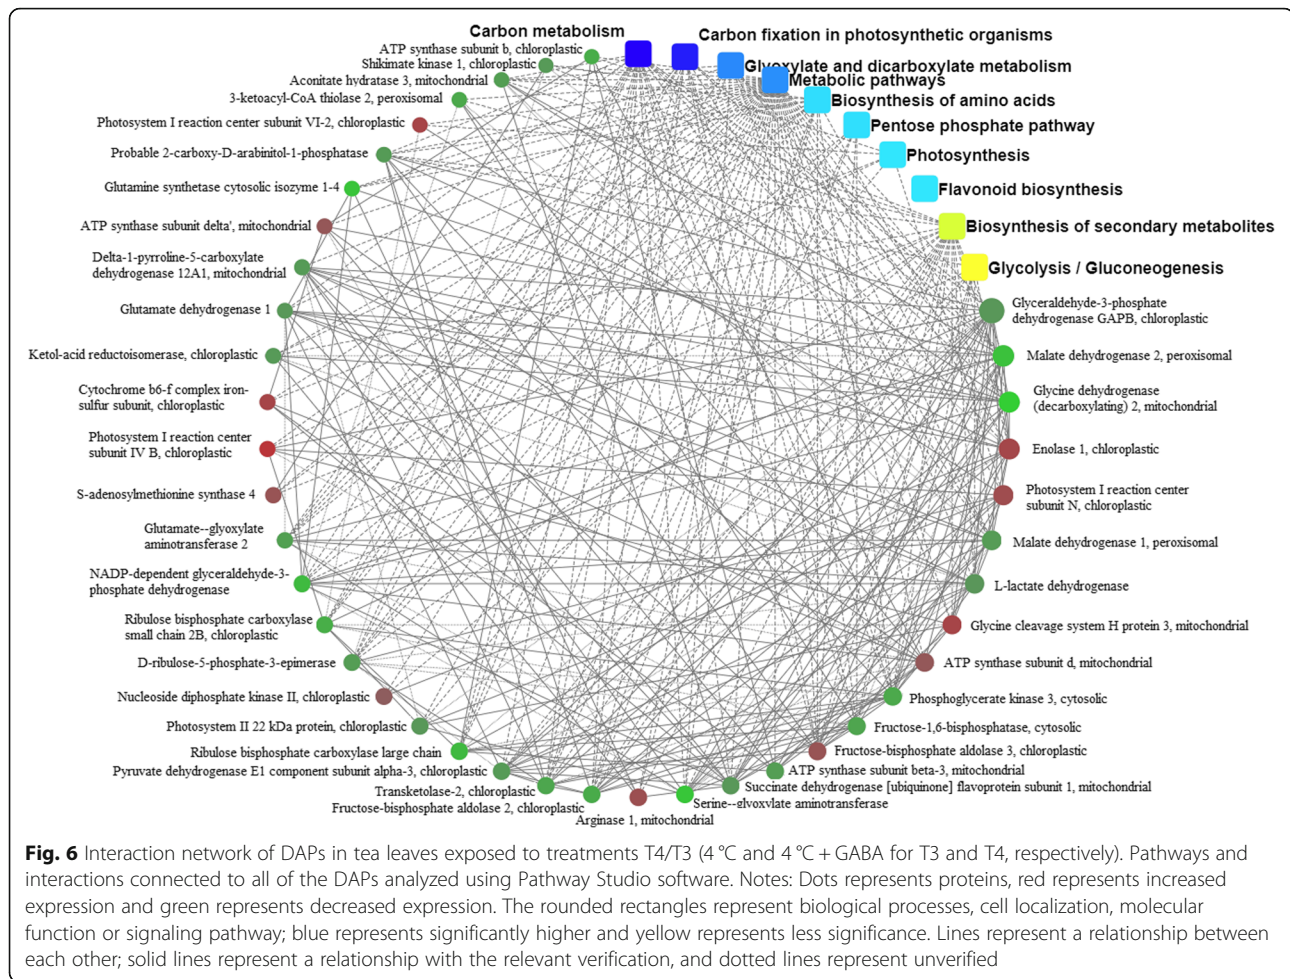 Carbon metabolism
Carbon fixation in photosynthetic organisms
Glyoxylate and dicarboxylate metabolism
Metabolic pathways
Biosynthesis of amino acids
Pentose phosphate pathway
Photosynthesis
Flavonoid biosynthesis
Biosynthesis of secondary metabolites
Glycolysis / Gluconeogenesis
Glyceraldehyde-3-phosphate
dehydrogenase GAPB, chloroplastic
Malate dehydrogenase 2, peroxisomal
Glycine dehydrogenase
(decarboxylating) 2, mitochondrial
Enolase 1, chloroplastic
Photosystem I reaction center
subunit N, chloroplastic
Malate dehydrogenase 1, peroxisomal
L-lactate dehydrogenase
Glycine cleavage system H protein 3, mitochondrial
ATP synthase subunit d, mitochondrial
Phosphoglycerate kinase 3, cytosolic
Fructose-1,6-bisphosphatase, cytosolic
Fructose-bisphosphate aldolase 3, chloroplastic
ATP synthase subunit beta-3, mitochondrial
Succinate dehydrogenase [ubiquinone] flavoprotein subunit 1, mitochondrial
Serine--glyoxylate aminotransferase
Arginase 1, mitochondrial
Fructose-bisphosphate aldolase 2, chloroplastic
Transketolase-2, chloroplastic
Pyruvate dehydrogenase E1 component subunit alpha-3, chloroplastic
Ribulose bisphosphate carboxylase large chain
Photosystem II 22 kDa protein, chloroplastic
Nucleoside diphosphate kinase II, chloroplastic
D-ribulose-5-phosphate-3-epimerase
Ribulose bisphosphate carboxylase
small chain 2B, chloroplastic
NADP-dependent glyceraldehyde-3-
phosphate dehydrogenase
Glutamate--glyoxylate
aminotransferase 2
S-adenosylmethionine synthase 4
Photosystem I reaction center
subunit IV B, chloroplastic
Cytochrome b6-f complex iron-
sulfur subunit, chloroplastic
Ketol-acid reductoisomerase, chloroplastic
Glutamate dehydrogenase 1
Delta-1-pyrroline-5-carboxylate
dehydrogenase 12A1, mitochondrial
ATP synthase subunit delta', mitochondrial
Glutamine synthetase cytosolic isozyme 1-4
Probable 2-carboxy-D-arabinitol-1-phosphatase
Photosystem I reaction center subunit VI-2, chloroplastic
3-ketoacyl-CoA thiolase 2, peroxisomal
Aconitate hydratase 3, mitochondrial
Shikimate kinase 1, chloroplastic
ATP synthase subunit b, chloroplastic
Fig. 6 Interaction network of DAPs in tea leaves exposed to treatments T4/T3 (4 °C and 4 °C + GABA for T3 and T4, respectively). Pathways and
interactions connected to all of the DAPs analyzed using Pathway Studio software. Notes: Dots represents proteins, red represents increased
expression and green represents decreased expression. The rounded rectangles represent biological processes, cell localization, molecular
function or signaling pathway; blue represents significantly higher and yellow represents less significance. Lines represent a relationship between
each other; solid lines represent a relationship with the relevant verification, and dotted lines represent unverified